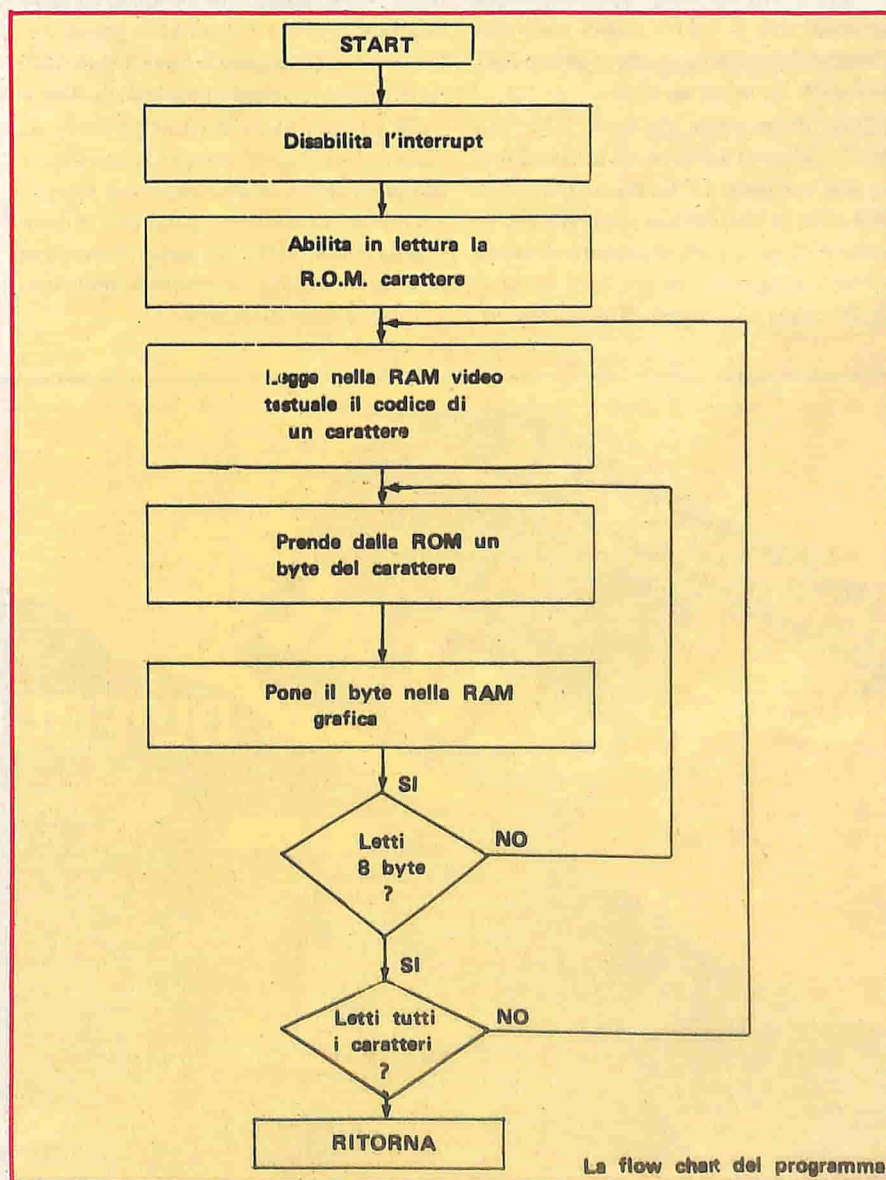 START
Disabilita l'interrupt
Abilita in lettura la
R.O.M. carattere
Legge nella RAM video
testuale il codice di
un carattere
Prende dalla ROM un
byte del carattere
Pone il byte nella RAM
grafica
SI
Letti
8 byte
?
NO
SI
Letti tutti
i caratteri
?
NO
RITORNA
La flow chart del programma